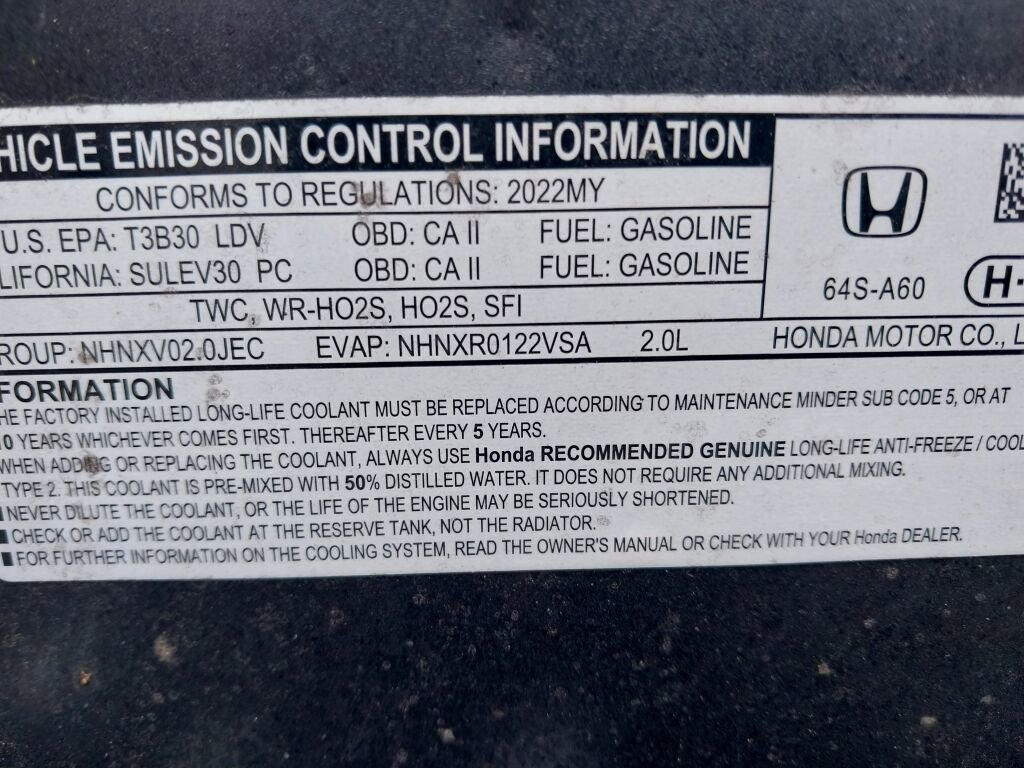 HICLE EMISSION CONTROL INFORMATION
CONFORMS TO REGULATIONS: 2022MY
U.S. EPA: T3B30 LDV OBD: CA II FUEL: GASOLINE
LIFORNIA: SULEV30 PC OBD: CA II FUEL: GASOLINE
TWC, WR-HO2S, HO2S, SFI
64S-A60
H-
ROUP: NHNXV02.0JEC EVAP: NHNXR0122VSA 2.0L HONDA MOTOR CO., L
FORMATION
HE FACTORY INSTALLED LONG-LIFE COOLANT MUST BE REPLACED ACCORDING TO MAINTENANCE MINDER SUB CODE 5, OR AT
0 YEARS WHICHEVER COMES FIRST. THEREAFTER EVERY 5 YEARS.
WHEN ADDING OR REPLACING THE COOLANT, ALWAYS USE Honda RECOMMENDED GENUINE LONG-LIFE ANTI-FREEZE / COOL
TYPE 2. THIS COOLANT IS PRE-MIXED WITH 50% DISTILLED WATER. IT DOES NOT REQUIRE ANY ADDITIONAL MIXING.
■ NEVER DILUTE THE COOLANT, OR THE LIFE OF THE ENGINE MAY BE SERIOUSLY SHORTENED.
■ CHECK OR ADD THE COOLANT AT THE RESERVE TANK, NOT THE RADIATOR.
■ FOR FURTHER INFORMATION ON THE COOLING SYSTEM, READ THE OWNER'S MANUAL OR CHECK WITH YOUR Honda DEALER.